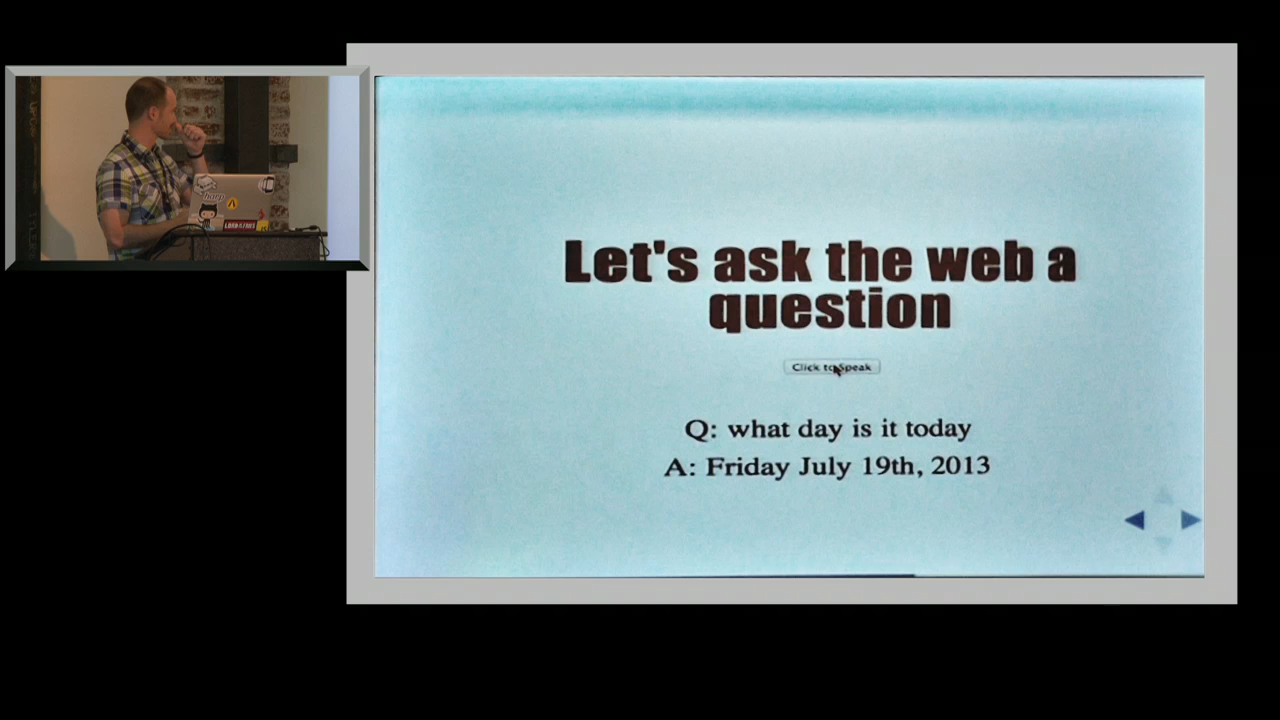 Let's ask the web a
question
Click to Speak
Q: what day is it today
A: Friday July 19th, 2013